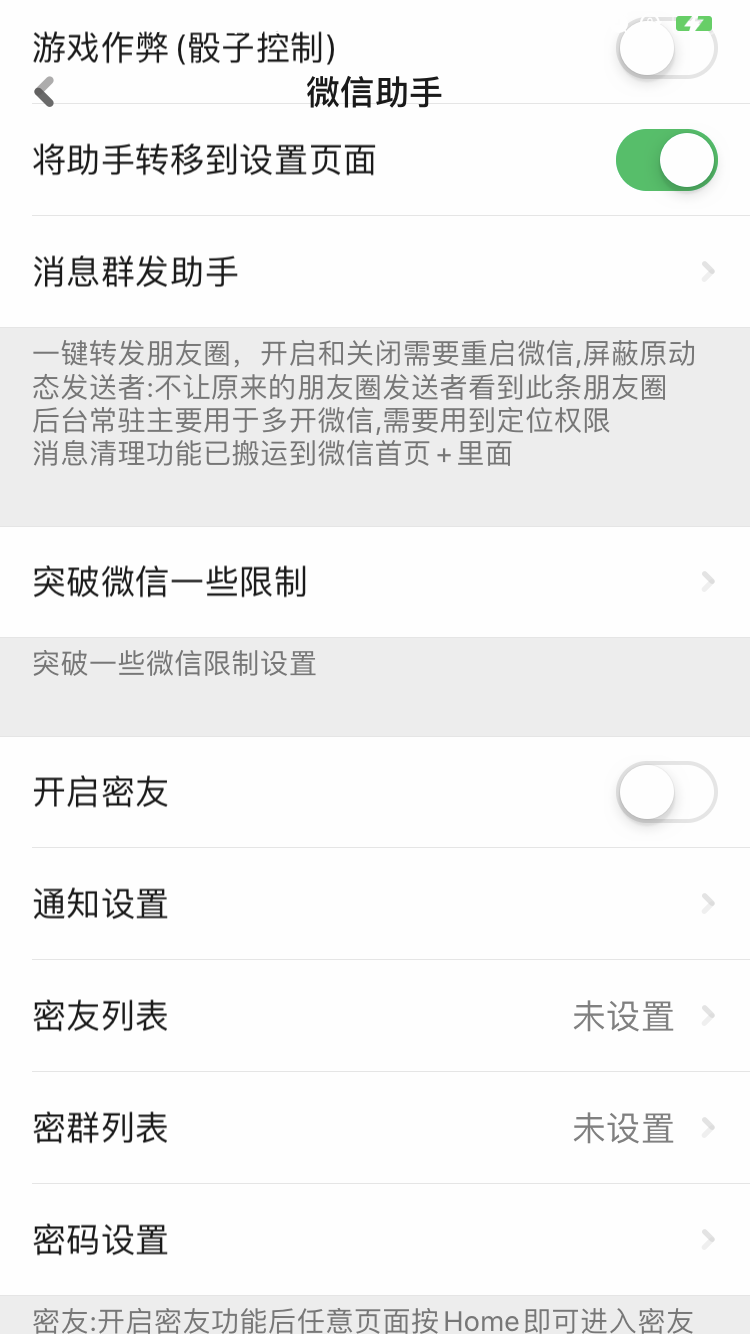 游戏作弊 (骰子控制)
微信助手
将助手转移到设置页面
消息群发助手
一键转发朋友圈，开启和关闭需要重启微信,屏蔽原动
态发送者:不让原来的朋友圈发送者看到此条朋友圈
后台常驻主要用于多开微信,需要用到定位权限
消息清理功能已搬运到微信首页 + 里面
突破微信一些限制
突破一些微信限制设置
开启密友
通知设置
密友列表 未设置
密群列表 未设置
密码设置
密友:开启密友功能后任意页面按Home即可进入密友